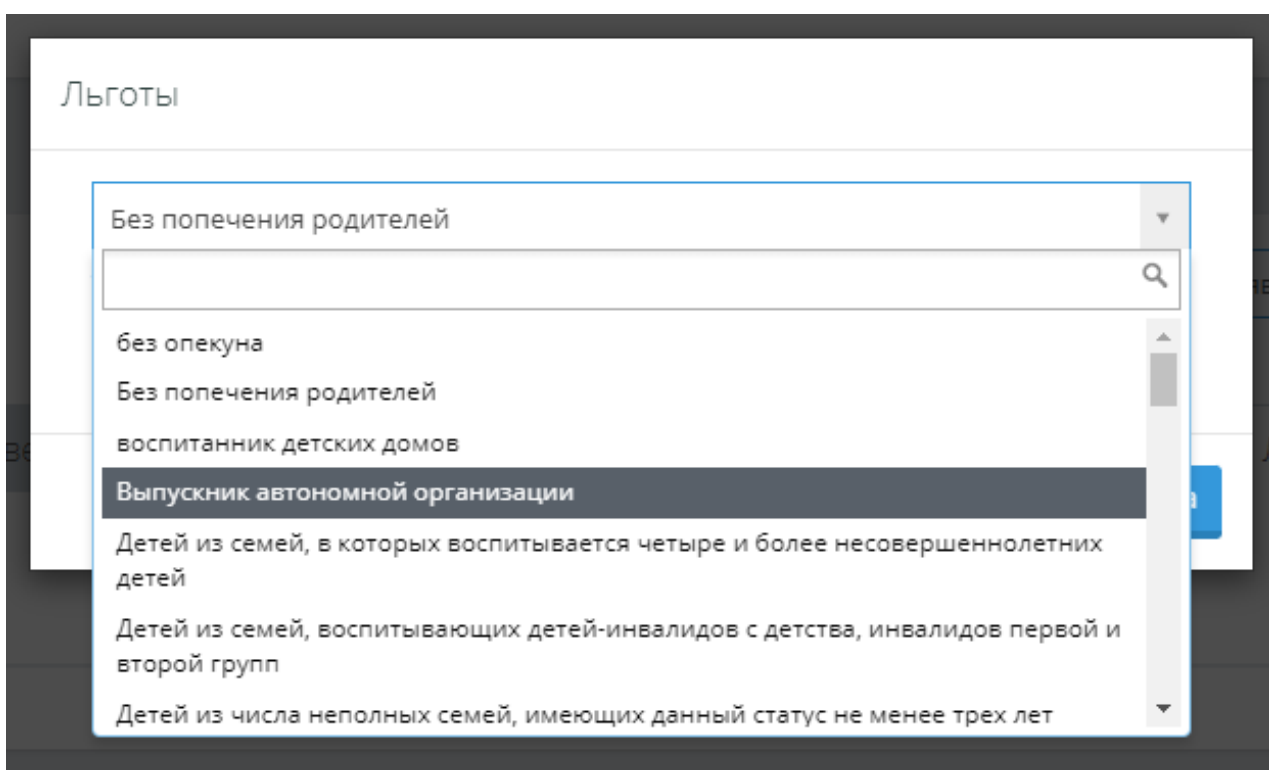 Льготы
Без попечения родителей
без опекуна
Без попечения родителей
воспитанник детских домов
Выпускник автономной организации
Детей из семей, в которых воспитывается четыре и более несовершеннолетних
детей
Детей из семей, воспитывающих детей-инвалидов с детства, инвалидов первой и
второй групп
Детей из числа неполных семей, имеющих данный статус не менее трех лет